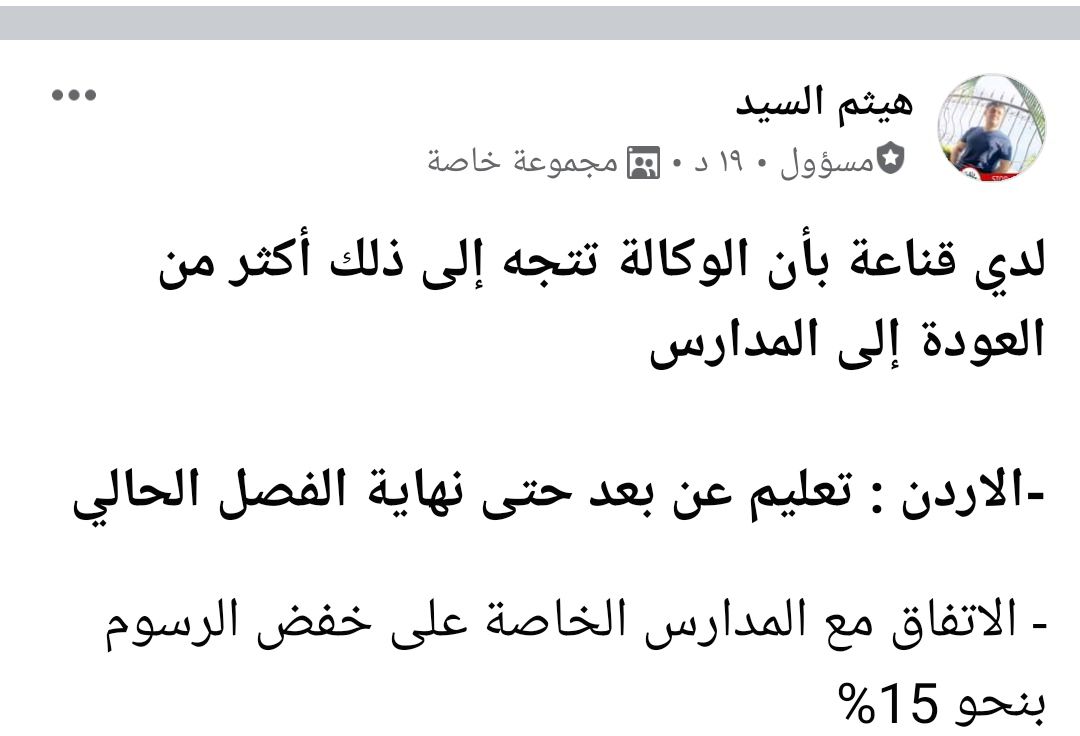 هيثم السيد
مسؤول • ١٩ د • مجموعة خاصة
لدي قناعة بأن الوكالة تتجه إلى ذلك أكثر من
العودة إلى المدارس
-الاردن : تعليم عن بعد حتى نهاية الفصل الحالي
- الاتفاق مع المدارس الخاصة على خفض الرسوم
بنحو 15%